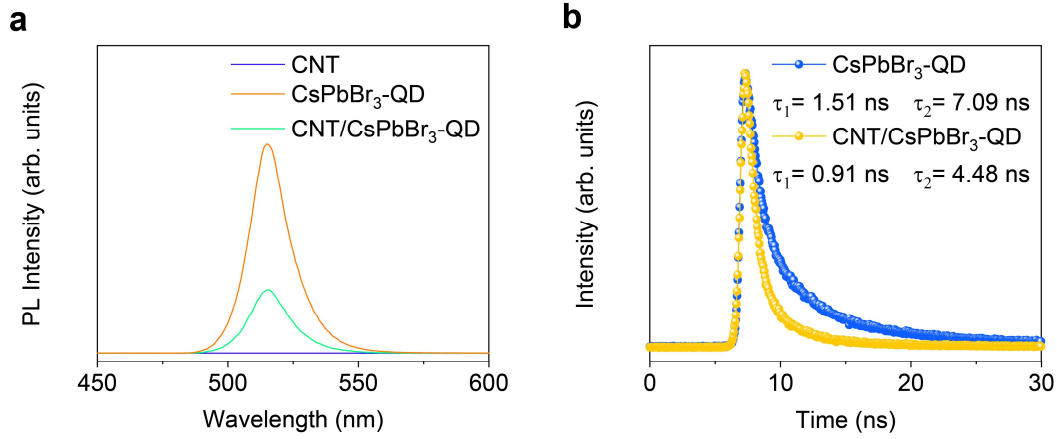 a
CNT
CsPbBr₃-QD
CNT/CsPbBr₃-QD
PL Intensity (arb. units)
450 500 550 600
Wavelength (nm)
b
CsPbBr₃-QD
τ₁= 1.51 ns τ₂= 7.09 ns
CNT/CsPbBr₃-QD
τ₁= 0.91 ns τ₂= 4.48 ns
Intensity (arb. units)
0 10 20 30
Time (ns)